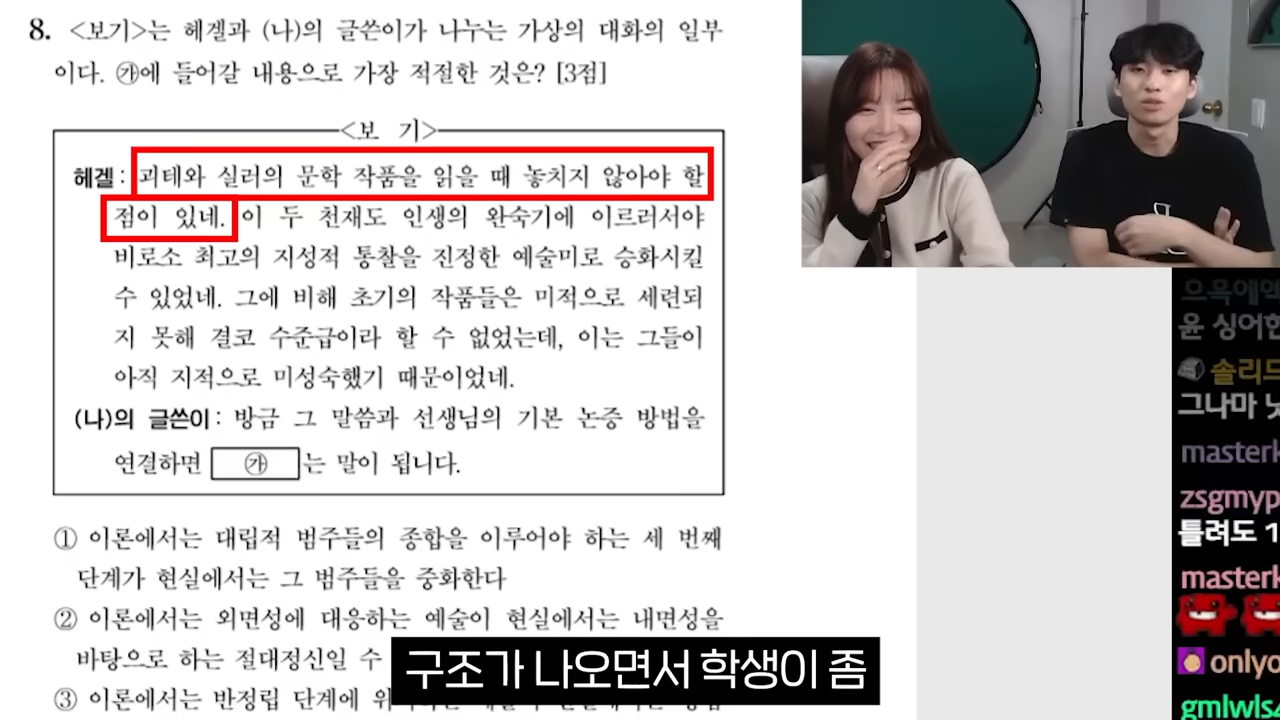 8. <보기>는 헤겔과 (나)의 글쓴이가 나누는 가상의 대화의 일부
이다. ㉮에 들어갈 내용으로 가장 적절한 것은? [3점]
<보 기>
헤겔: 괴테와 실러의 문학 작품을 읽을 때 놓치지 않아야 할
점이 있네. 이 두 천재도 인생의 완숙기에 이르러서야
비로소 최고의 지성적 통찰을 진정한 예술미로 승화시킬
수 있었네. 그에 비해 초기의 작품들은 미적으로 세련되
지 못해 결코 수준급이라 할 수 없었는데, 이는 그들이
아직 지적으로 미성숙했기 때문이었네.
(나)의 글쓴이: 방금 그 말씀과 선생님의 기본 논증 방법을
연결하면 ㉮는 말이 됩니다.
① 이론에서는 대립적 범주들의 종합을 이루어야 하는 세 번째
단계가 현실에서는 그 범주들을 중화한다
② 이론에서는 외면성에 대응하는 예술이 현실에서는 내면성을
바탕으로 하는 절대정신일 수
③ 이론에서는 반정립 단계에
구조가 나오면서 학생이 좀
윤 싱어
솔리드
그나마
masterk
zsgmyp
틀려도 1
masterk
onlyo
gmlwls